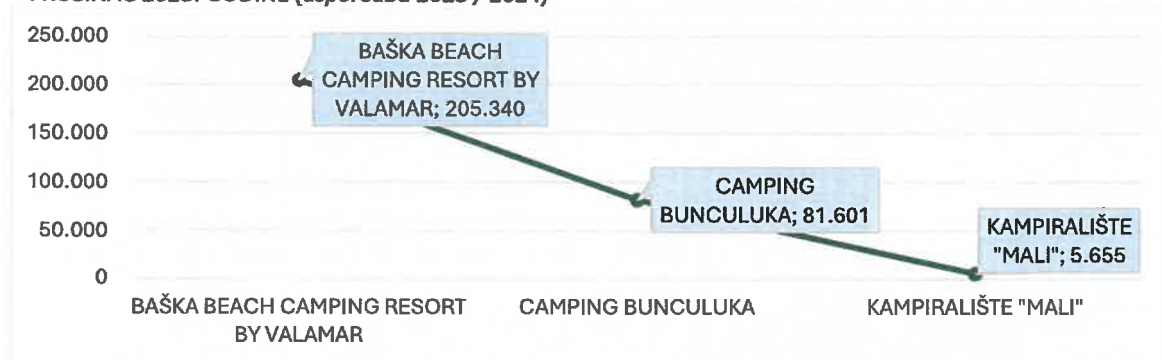 250.000
200.000
150.000
100.000
50.000
0
BAŠKA BEACH
CAMPING RESORT BY
VALAMAR; 205.340
CAMPING
BUNCULUKA; 81.601
KAMPIRALIŠTE
"MALI"; 5.655
BAŠKA BEACH CAMPING RESORT
BY VALAMAR
CAMPING BUNCULUKA
KAMPIRALIŠTE "MALI"